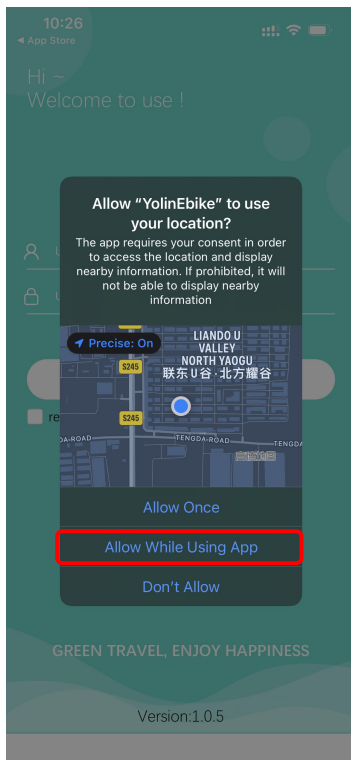 10:26
◀ App Store
Hi ~
Welcome to use !
Allow “YolinEbike” to use
your location?
The app requires your consent in order
to access the location and display
nearby information. If prohibited, it will
not be able to display nearby
information
Precise: On
LIANDO U
VALLEY
NORTH YAOGU
联东U谷·北方耀谷
S245
S245
DA-ROAD
TENGDA-ROAD
TENGDA
re
Allow Once
Allow While Using App
Don’t Allow
GREEN TRAVEL, ENJOY HAPPINESS
Version:1.0.5